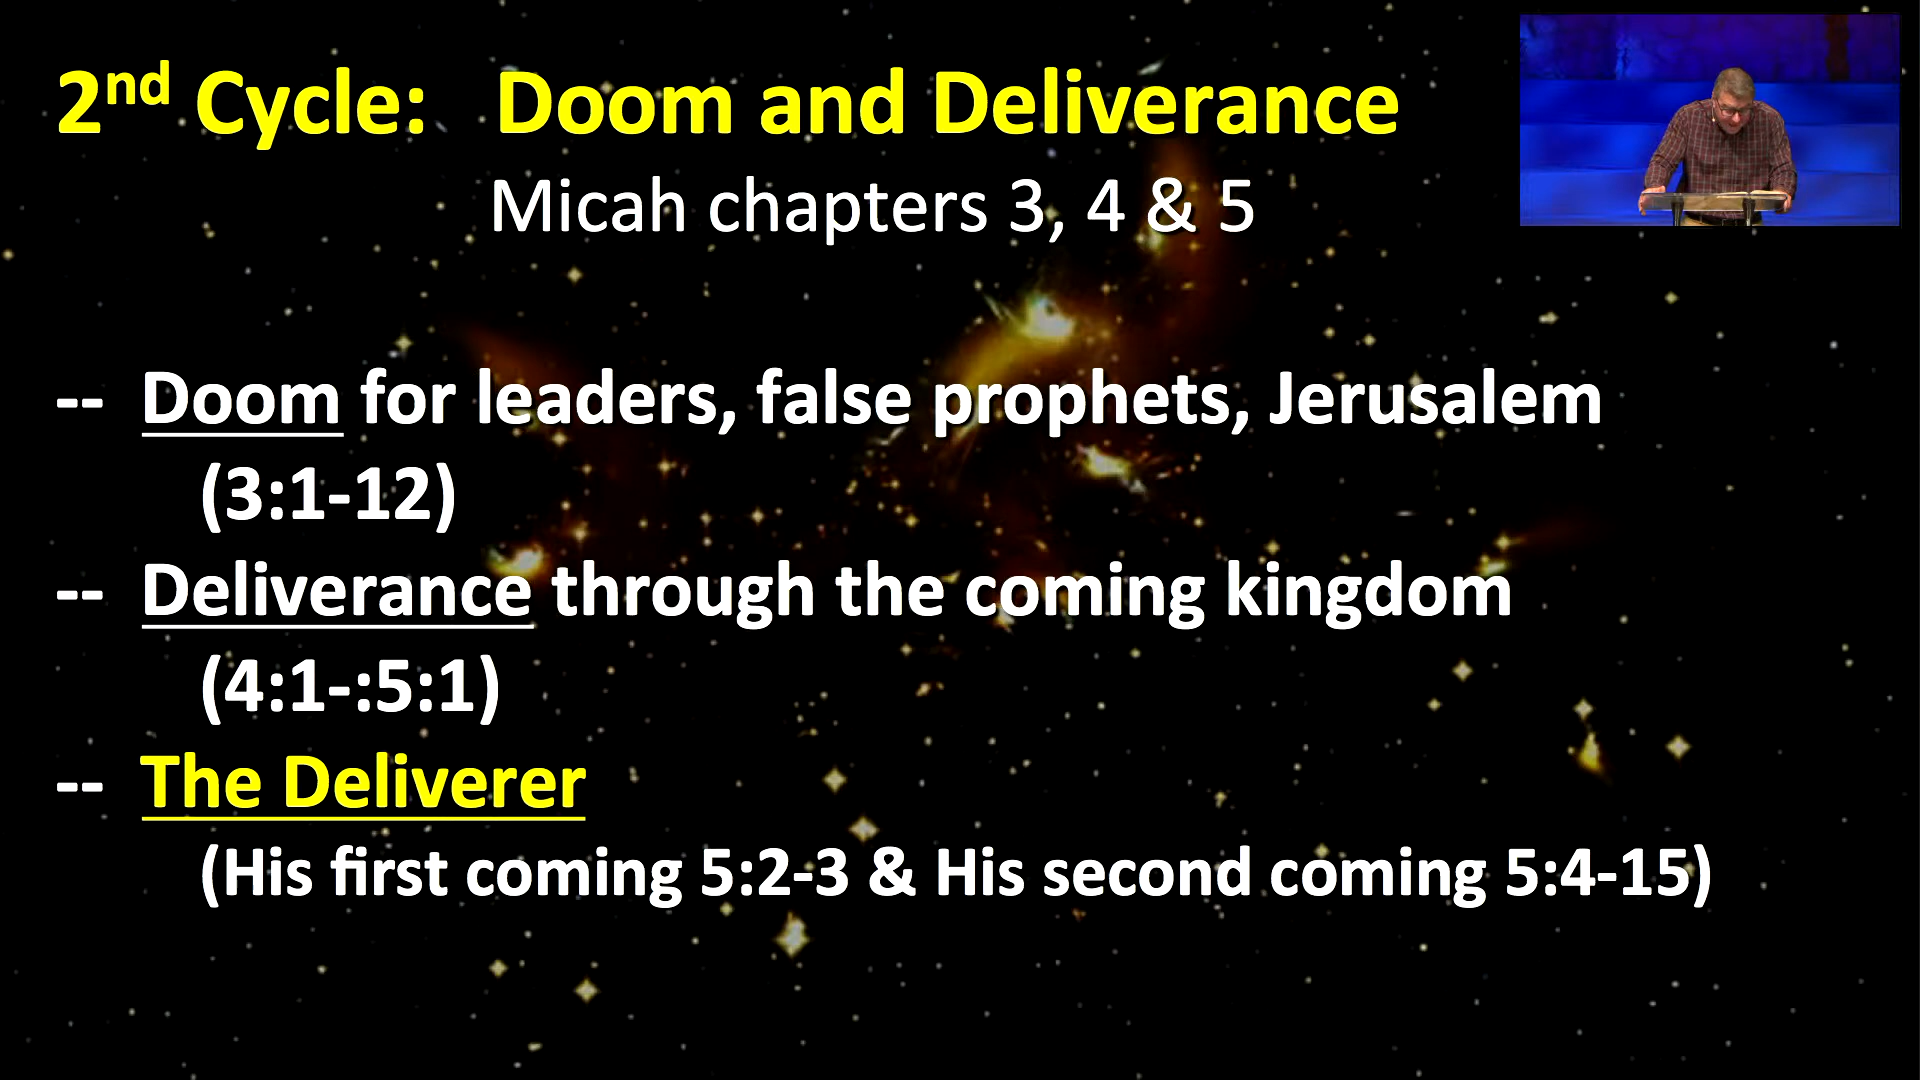 2nd Cycle: Doom and Deliverance
Micah chapters 3, 4 & 5
-- Doom for leaders, false prophets, Jerusalem
(3:1-12)
-- Deliverance through the coming kingdom
(4:1-:5:1)
-- The Deliverer
(His first coming 5:2-3 & His second coming 5:4-15)